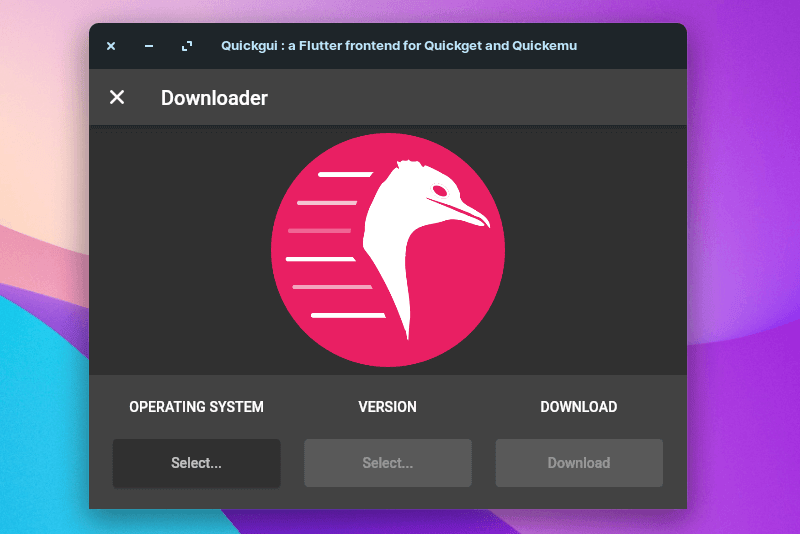 Quickgui : a Flutter frontend for Quickget and Quickemu
Downloader
OPERATING SYSTEM VERSION DOWNLOAD
Select... Select... Download